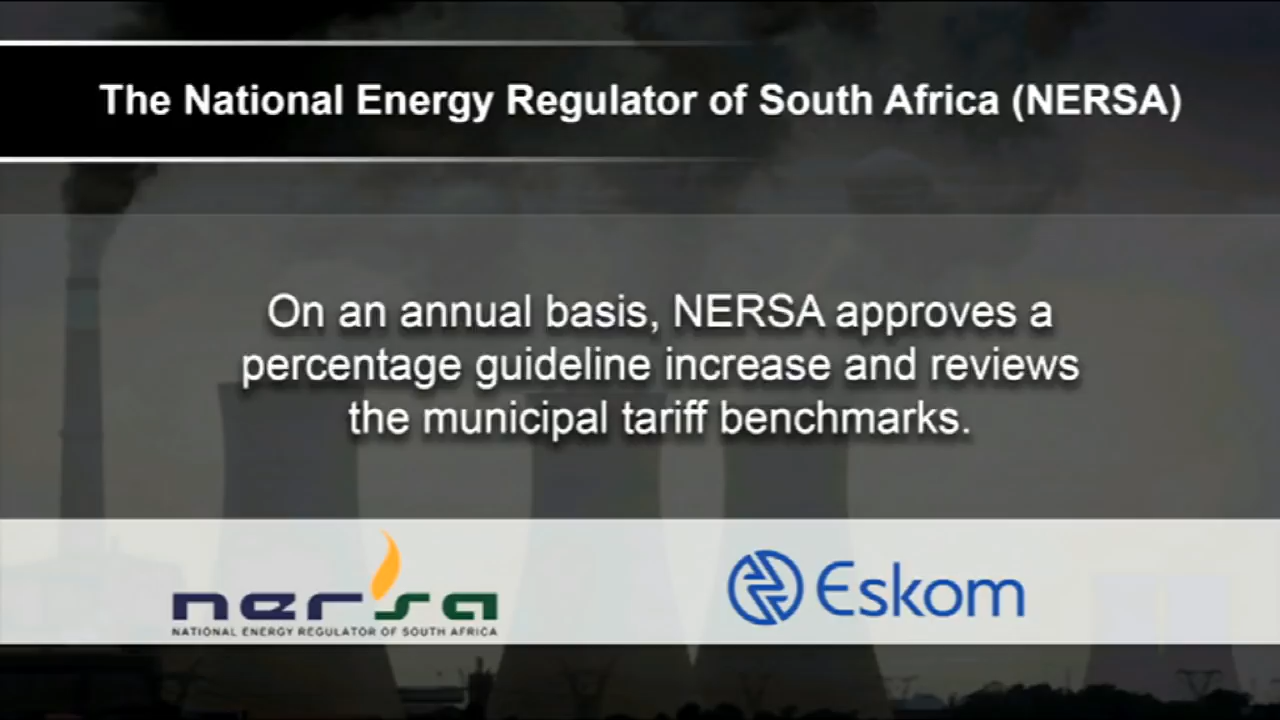 The National Energy Regulator of South Africa (NERSA)
On an annual basis, NERSA approves a
percentage guideline increase and reviews
the municipal tariff benchmarks.
nersa
NATIONAL ENERGY REGULATOR OF SOUTH AFRICA
Eskom